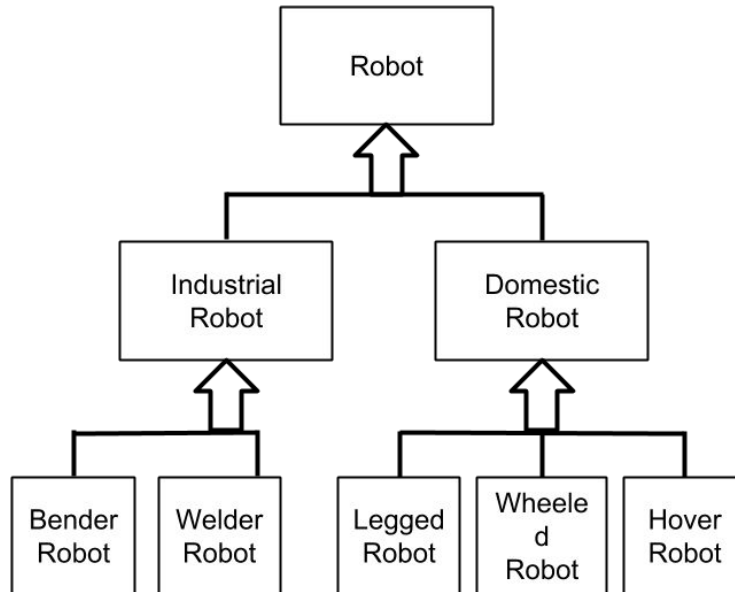 Robot
Industrial
Robot
Domestic
Robot
Bender
Robot
Welder
Robot
Legged
Robot
Wheele
d
Robot
Hover
Robot